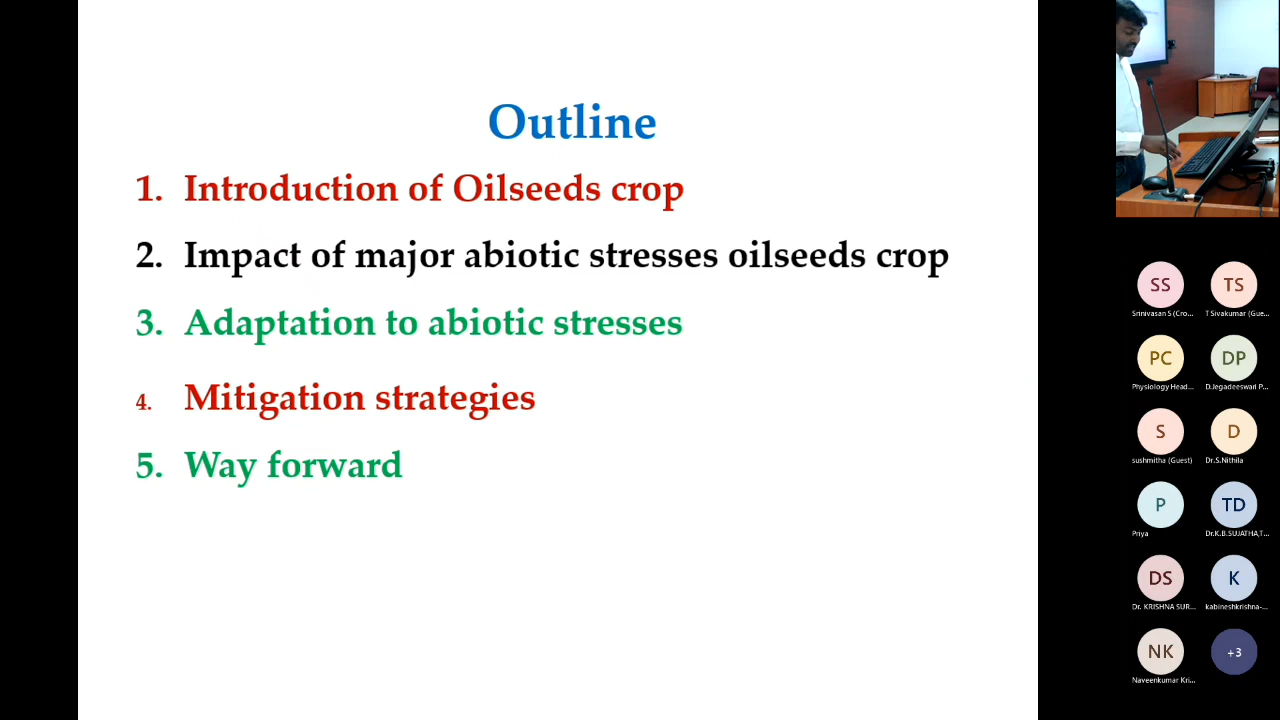 Outline
1. Introduction of Oilseeds crop
2. Impact of major abiotic stresses oilseeds crop
3. Adaptation to abiotic stresses
4. Mitigation strategies
5. Way forward
SS TS
Srinivasan S (Cro... T Sivakumar (Gue...
PC DP
Physiology Head... D.Jegadeeswari P...
S D
sushmitha (Guest) Dr.S.Nithila
P TD
Priya Dr.K.B.SUJATHA,T...
DS K
Dr. KRISHNA SUR... kabineshkrishna-...
NK +3
Naveenkumar Kri...